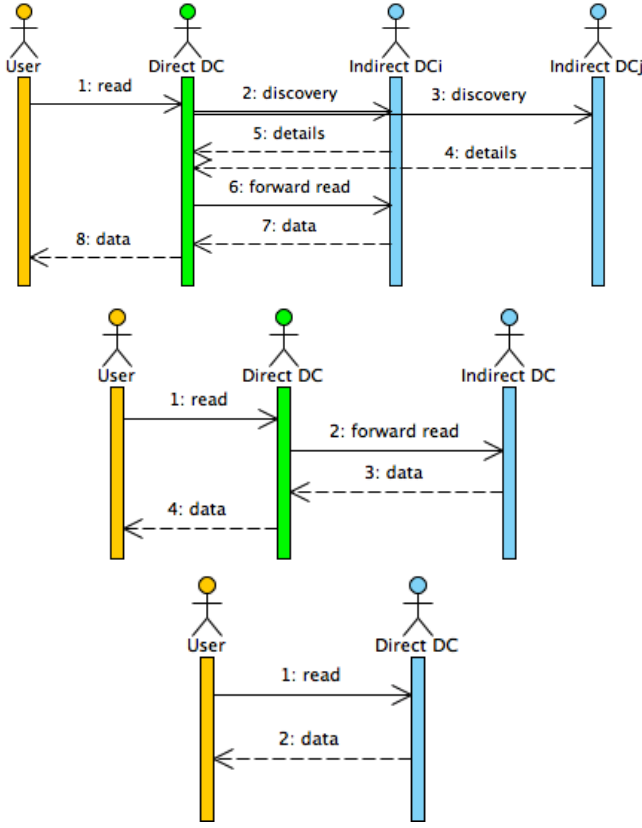 User Direct DC Indirect DCi Indirect DCj
1: read
2: discovery
3: discovery
5: details
4: details
6: forward read
7: data
8: data
User Direct DC Indirect DC
1: read
2: forward read
3: data
4: data
User Direct DC
1: read
2: data